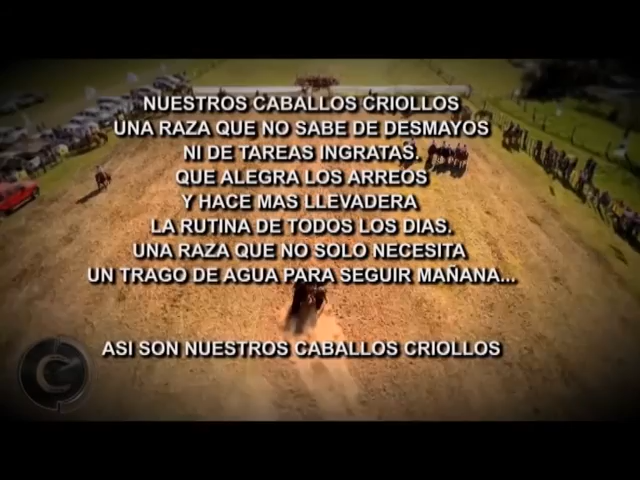 NUESTROS CABALLOS CRIOLLOS
UNA RAZA QUE NO SABE DE DESMAYOS
NI DE TAREAS INGRATAS.
QUE ALEGRA LOS ARREOS
Y HACE MAS LLEVADERA
LA RUTINA DE TODOS LOS DIAS.
UNA RAZA QUE NO SOLO NECESITA
UN TRAGO DE AGUA PARA SEGUIR MAÑANA...
ASI SON NUESTROS CABALLOS CRIOLLOS
C